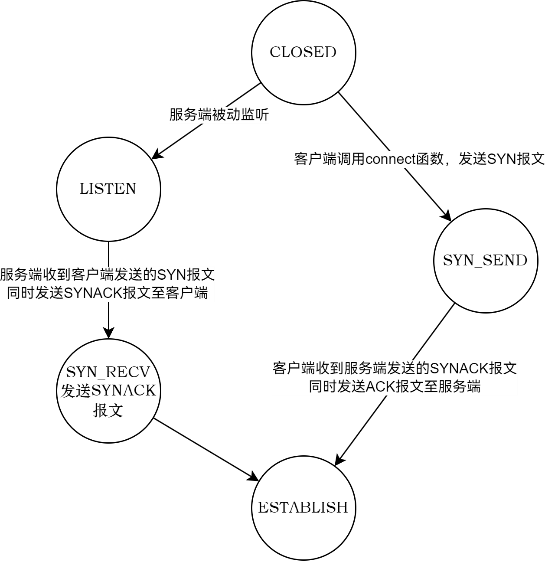 CLOSED
服务端被动监听
客户端调用connect函数，发送SYN报文
LISTEN
SYN_SEND
服务端收到客户端发送的SYN报文
同时发送SYNACK报文至客户端
客户端收到服务端发送的SYNACK报文
同时发送ACK报文至服务端
SYN_RECV
发送SYNACK
报文
ESTABLISH